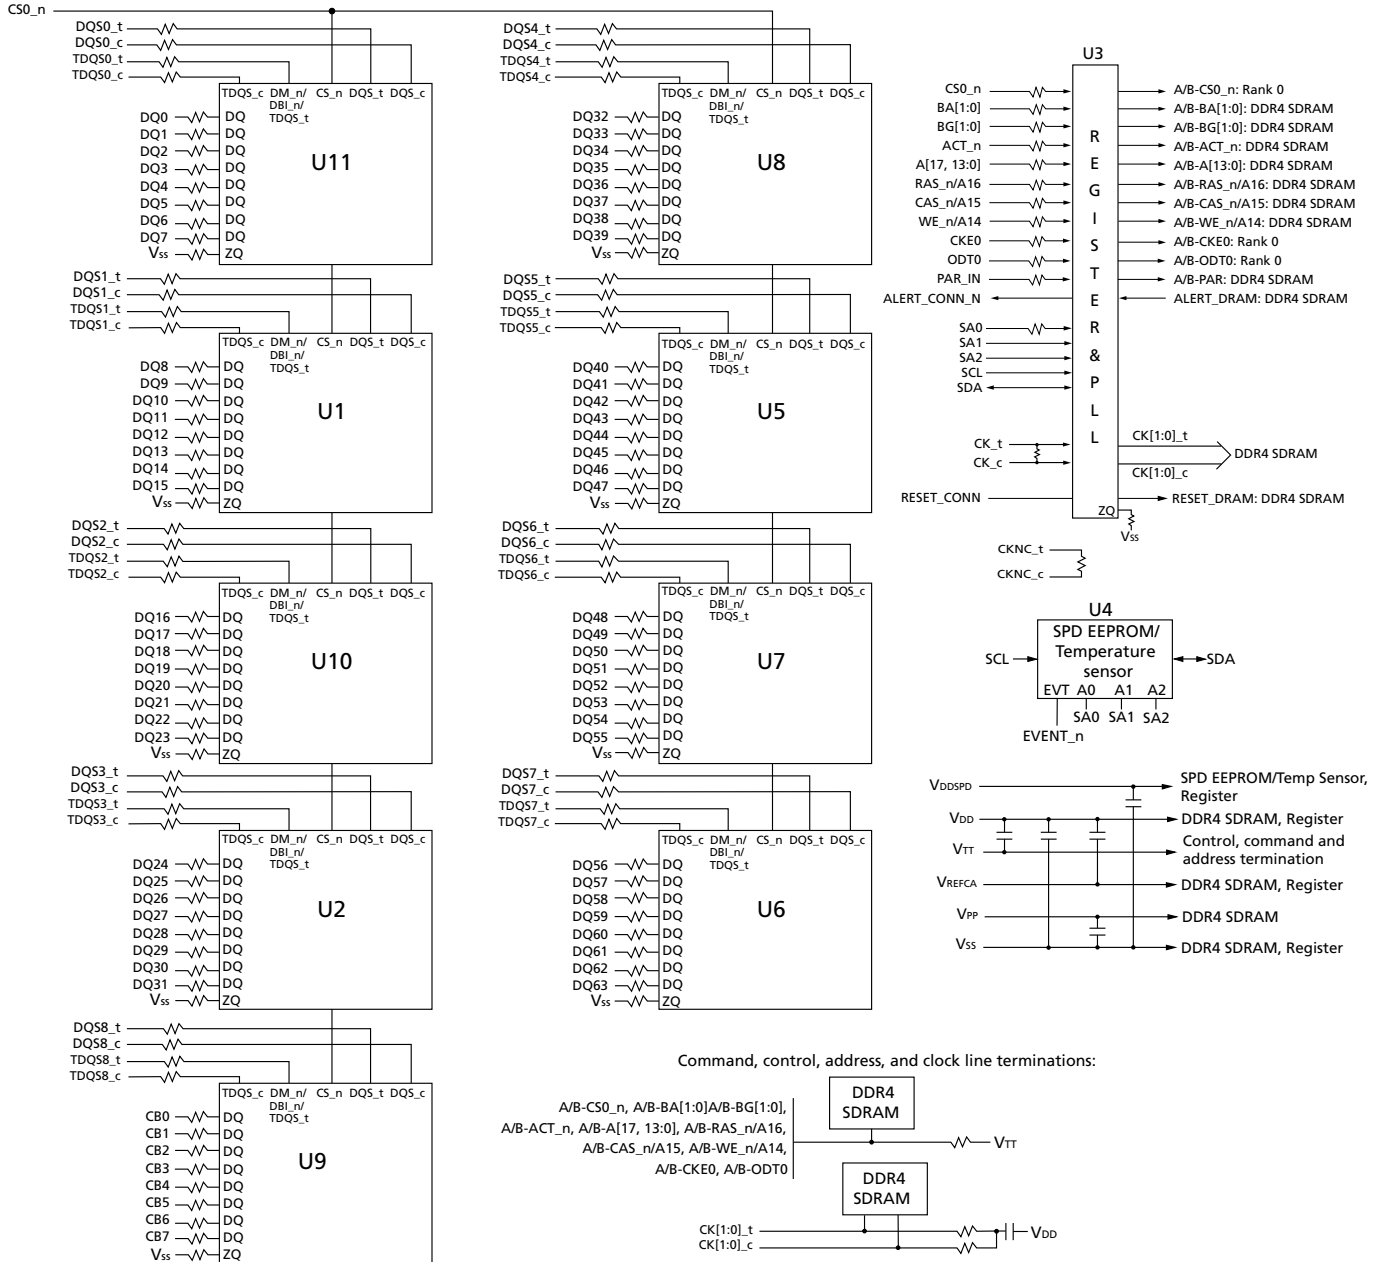 CS0_n
DQS0_t
DQS0_c
TDQS0_t
TDQS0_c
TDQS_c DM_n/ CS_n DQS_t DQS_c
DBI_n/
TDQS_t
DQ0 DQ
DQ1 DQ
DQ2 DQ
DQ3 DQ
DQ4 DQ
DQ5 DQ
DQ6 DQ
DQ7 DQ
Vss ZQ
U11
DQS1_t
DQS1_c
TDQS1_t
TDQS1_c
TDQS_c DM_n/ CS_n DQS_t DQS_c
DBI_n/
TDQS_t
DQ8 DQ
DQ9 DQ
DQ10 DQ
DQ11 DQ
DQ12 DQ
DQ13 DQ
DQ14 DQ
DQ15 DQ
Vss ZQ
U1
DQS2_t
DQS2_c
TDQS2_t
TDQS2_c
TDQS_c DM_n/ CS_n DQS_t DQS_c
DBI_n/
TDQS_t
DQ16 DQ
DQ17 DQ
DQ18 DQ
DQ19 DQ
DQ20 DQ
DQ21 DQ
DQ22 DQ
DQ23 DQ
Vss ZQ
U10
DQS3_t
DQS3_c
TDQS3_t
TDQS3_c
TDQS_c DM_n/ CS_n DQS_t DQS_c
DBI_n/
TDQS_t
DQ24 DQ
DQ25 DQ
DQ26 DQ
DQ27 DQ
DQ28 DQ
DQ29 DQ
DQ30 DQ
DQ31 DQ
Vss ZQ
U2
DQS8_t
DQS8_c
TDQS8_t
TDQS8_c
TDQS_c DM_n/ CS_n DQS_t DQS_c
DBI_n/
TDQS_t
CB0 DQ
CB1 DQ
CB2 DQ
CB3 DQ
CB4 DQ
CB5 DQ
CB6 DQ
CB7 DQ
Vss ZQ
U9
DQS4_t
DQS4_c
TDQS4_t
TDQS4_c
TDQS_c DM_n/ CS_n DQS_t DQS_c
DBI_n/
TDQS_t
DQ32 DQ
DQ33 DQ
DQ34 DQ
DQ35 DQ
DQ36 DQ
DQ37 DQ
DQ38 DQ
DQ39 DQ
Vss ZQ
U8
DQS5_t
DQS5_c
TDQS5_t
TDQS5_c
TDQS_c DM_n/ CS_n DQS_t DQS_c
DBI_n/
TDQS_t
DQ40 DQ
DQ41 DQ
DQ42 DQ
DQ43 DQ
DQ44 DQ
DQ45 DQ
DQ46 DQ
DQ47 DQ
Vss ZQ
U5
DQS6_t
DQS6_c
TDQS6_t
TDQS6_c
TDQS_c DM_n/ CS_n DQS_t DQS_c
DBI_n/
TDQS_t
DQ48 DQ
DQ49 DQ
DQ50 DQ
DQ51 DQ
DQ52 DQ
DQ53 DQ
DQ54 DQ
DQ55 DQ
Vss ZQ
U7
DQS7_t
DQS7_c
TDQS7_t
TDQS7_c
TDQS_c DM_n/ CS_n DQS_t DQS_c
DBI_n/
TDQS_t
DQ56 DQ
DQ57 DQ
DQ58 DQ
DQ59 DQ
DQ60 DQ
DQ61 DQ
DQ62 DQ
DQ63 DQ
Vss ZQ
U6
U3
REGISTER & PLL
CS0_n A/B-CS0_n: Rank 0
BA[1:0] A/B-BA[1:0]: DDR4 SDRAM
BG[1:0] A/B-BG[1:0]: DDR4 SDRAM
ACT_n A/B-ACT_n: DDR4 SDRAM
A[17, 13:0] A/B-A[13:0]: DDR4 SDRAM
RAS_n/A16 A/B-RAS_n/A16: DDR4 SDRAM
CAS_n/A15 A/B-CAS_n/A15: DDR4 SDRAM
WE_n/A14 A/B-WE_n/A14: DDR4 SDRAM
CKE0 A/B-CKE0: Rank 0
ODT0 A/B-ODT0: Rank 0
PAR_IN A/B-PAR: DDR4 SDRAM
ALERT_CONN_N ALERT_DRAM: DDR4 SDRAM
SA0
SA1
SA2
SCL
SDA
CK_t CK[1:0]_t
DDR4 SDRAM
CK_c CK[1:0]_c
RESET_CONN RESET_DRAM: DDR4 SDRAM
ZQ
Vss
CKNC_t
CKNC_c
U4
SPD EEPROM/
Temperature
sensor
SCL SDA
EVT A0 A1 A2
SA0 SA1 SA2
EVENT_n
VDDSPD SPD EEPROM/Temp Sensor,
Register
VDD DDR4 SDRAM, Register
VTT Control, command and
address termination
VREFCA DDR4 SDRAM, Register
VPP DDR4 SDRAM
Vss DDR4 SDRAM, Register
Command, control, address, and clock line terminations:
A/B-CS0_n, A/B-BA[1:0]A/B-BG[1:0],
A/B-ACT_n, A/B-A[17, 13:0], A/B-RAS_n/A16,
A/B-CAS_n/A15, A/B-WE_n/A14,
A/B-CKE0, A/B-ODT0
DDR4
SDRAM
VTT
DDR4
SDRAM
CK[1:0]_t
CK[1:0]_c
VDD